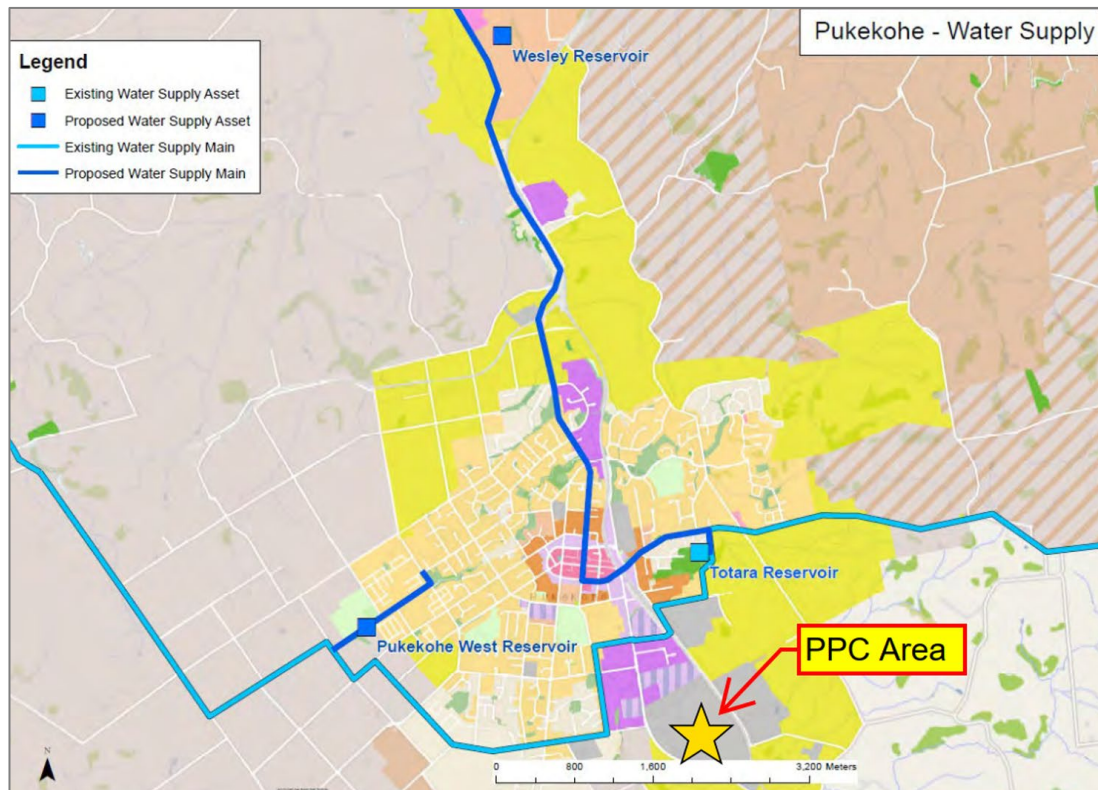 Pukekohe - Water Supply
Legend
Existing Water Supply Asset
Proposed Water Supply Asset
Existing Water Supply Main
Proposed Water Supply Main
Wesley Reservoir
Totara Reservoir
Pukekohe West Reservoir
PPC Area
N
0 800 1,600 3,200 Meters